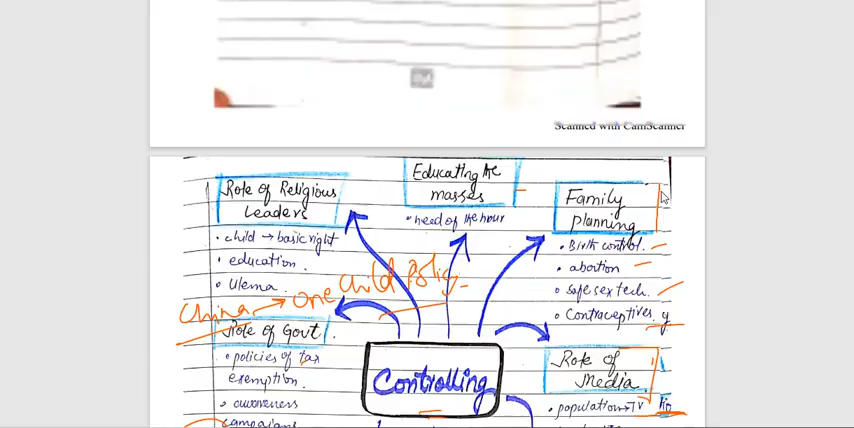 Scanned with CamScanner
Educating the
masses
• need of the hour
Role of Religious
Leaders
• child → basic right
• education.
• Ulema.
Family
planning
• Birth control.
• abortion
• safe sex tech.
• Contraceptives.
China → one child policy
Role of Govt
• policies of tax
exemption.
• awareness
campaigns
Controlling
Role of
Media
• population → TV